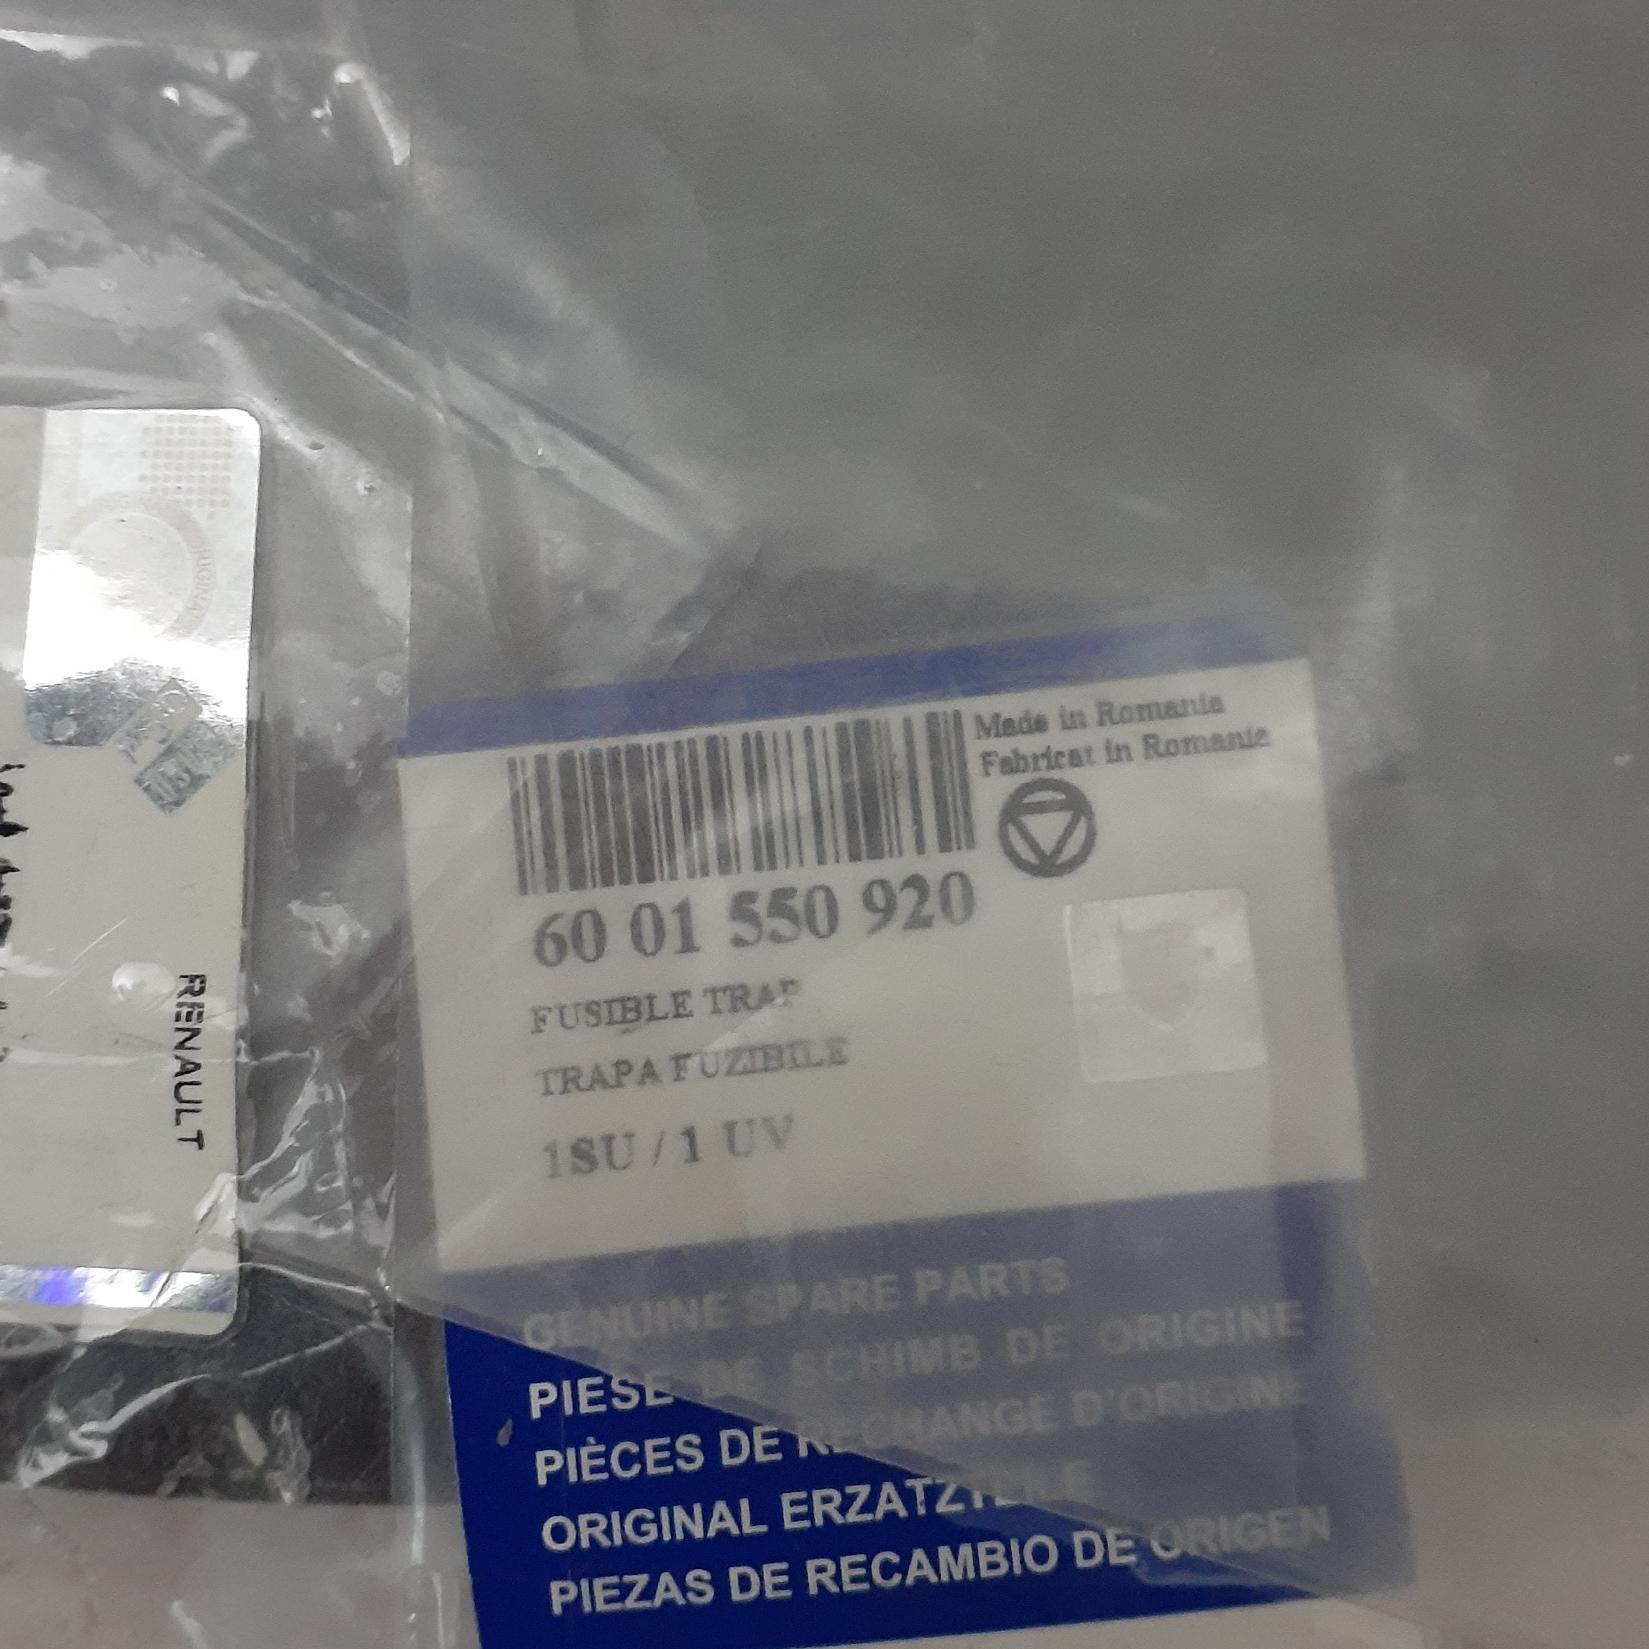 Made in Romania
Fabricat in Romanie
60 01 550 920
FUSIBLE TRAP
TRAPA FUZIBILE
1SU / 1 UV
GENUINE SPARE PARTS
PIESE DE SCHIMB DE ORIGINE
PIÈCES DE RECHANGE D'ORIGINE
ORIGINAL ERZATZTEILE
PIEZAS DE RECAMBIO DE ORIGEN
RENAULT